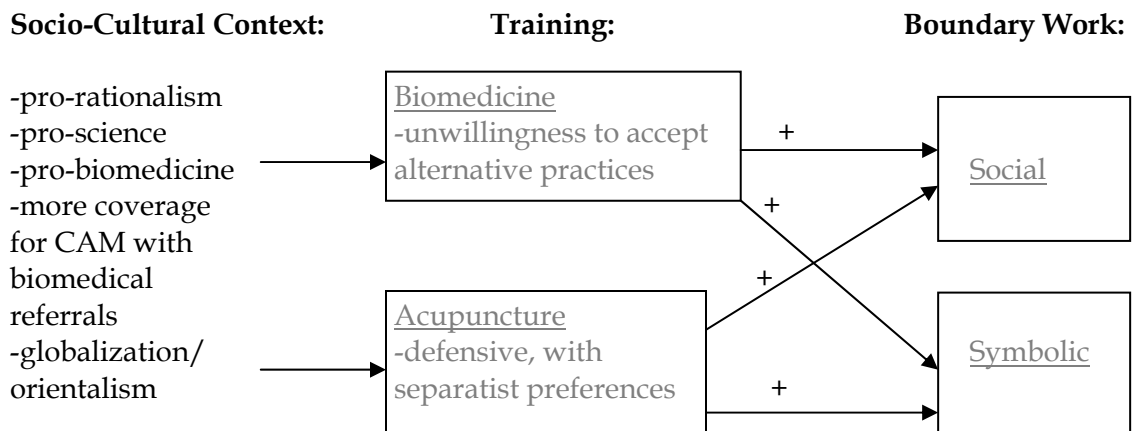 Socio-Cultural Context:
Training:
Boundary Work:
-pro-rationalism
-pro-science
-pro-biomedicine
-more coverage
for CAM with
biomedical
referrals
-globalization/
orientalism
Biomedicine
-unwillingness to accept
alternative practices
Acupuncture
-defensive, with
separatist preferences
+
+
+
+
Social
Symbolic